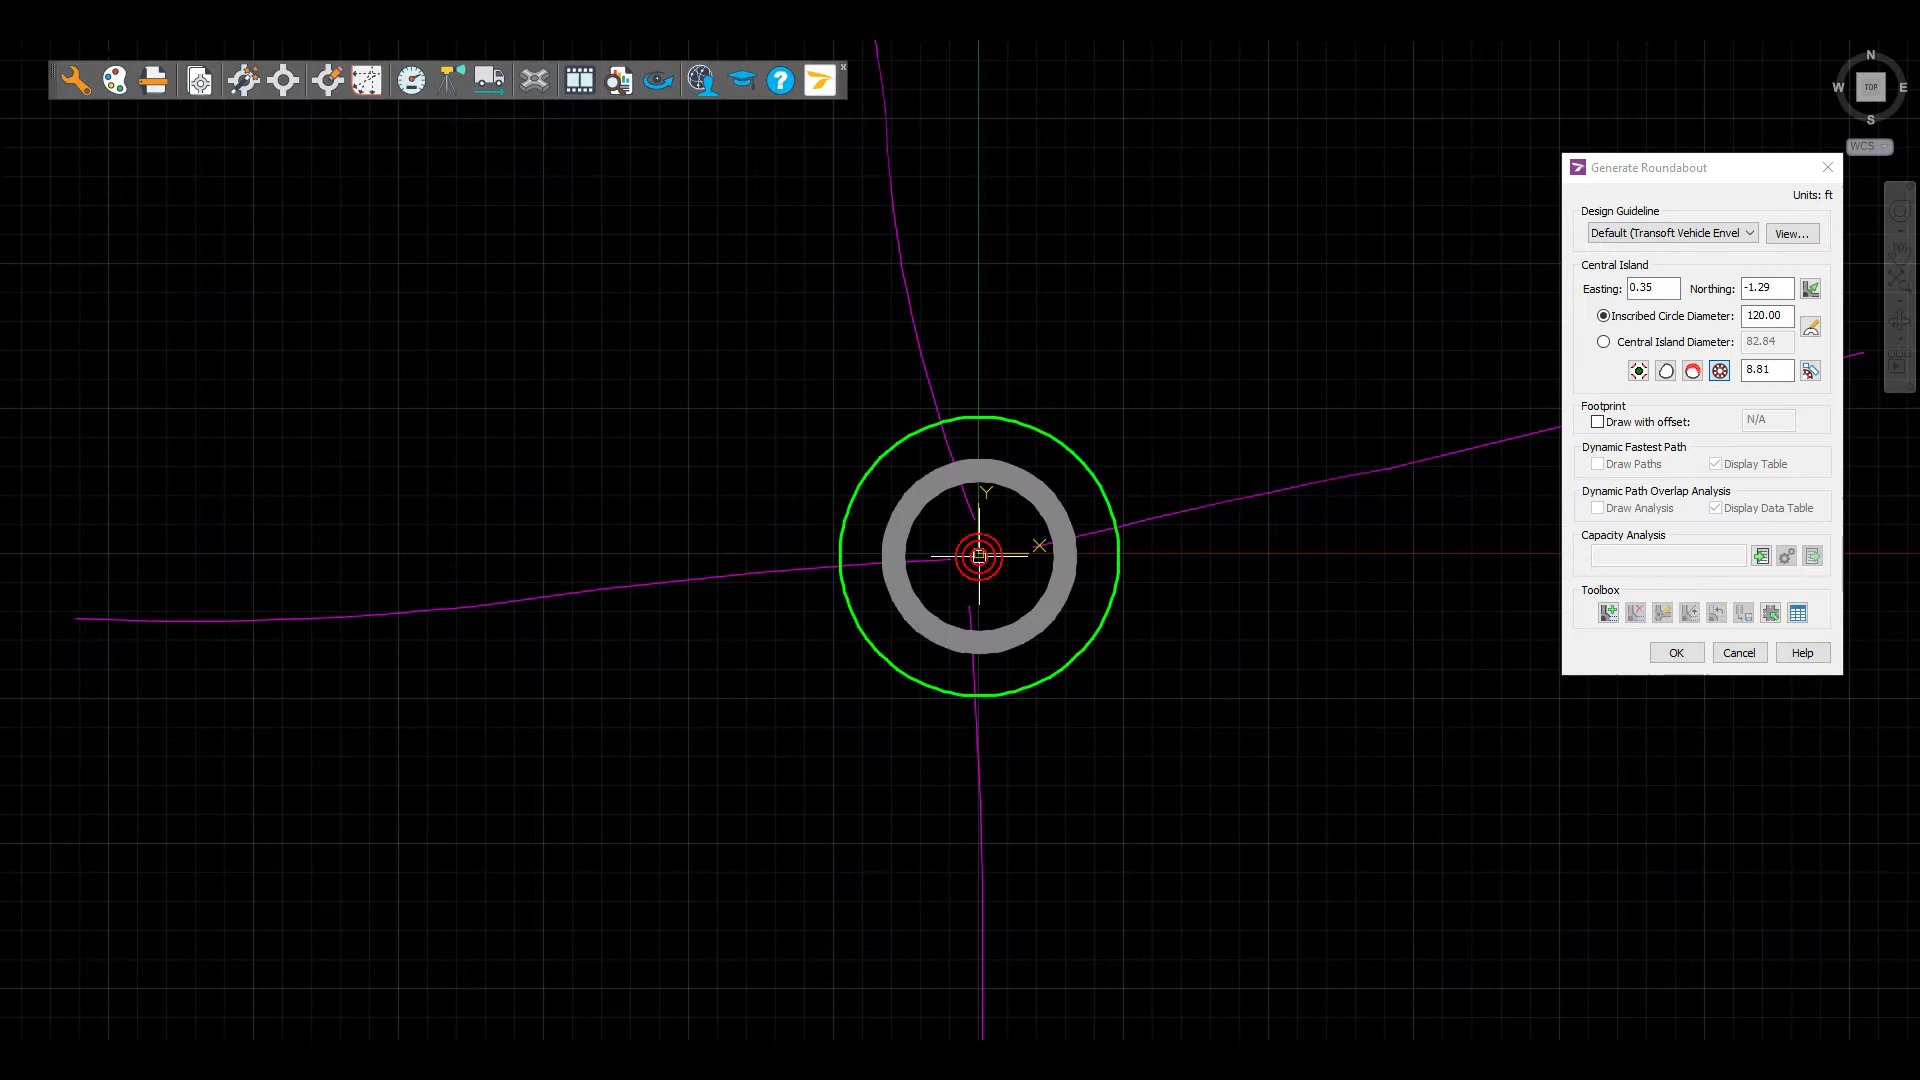 N
W TOP E
S
WCS
Generate Roundabout
Units: ft
Design Guideline
Default (Transoft Vehicle Envel
View...
Central Island
Easting: 0.35 Northing: -1.29
Inscribed Circle Diameter: 120.00
Central Island Diameter: 82.84
8.81
Footprint
Draw with offset: N/A
Dynamic Fastest Path
Draw Paths Display Table
Dynamic Path Overlap Analysis
Draw Analysis Display Data Table
Capacity Analysis
Toolbox
OK Cancel Help
Y
X